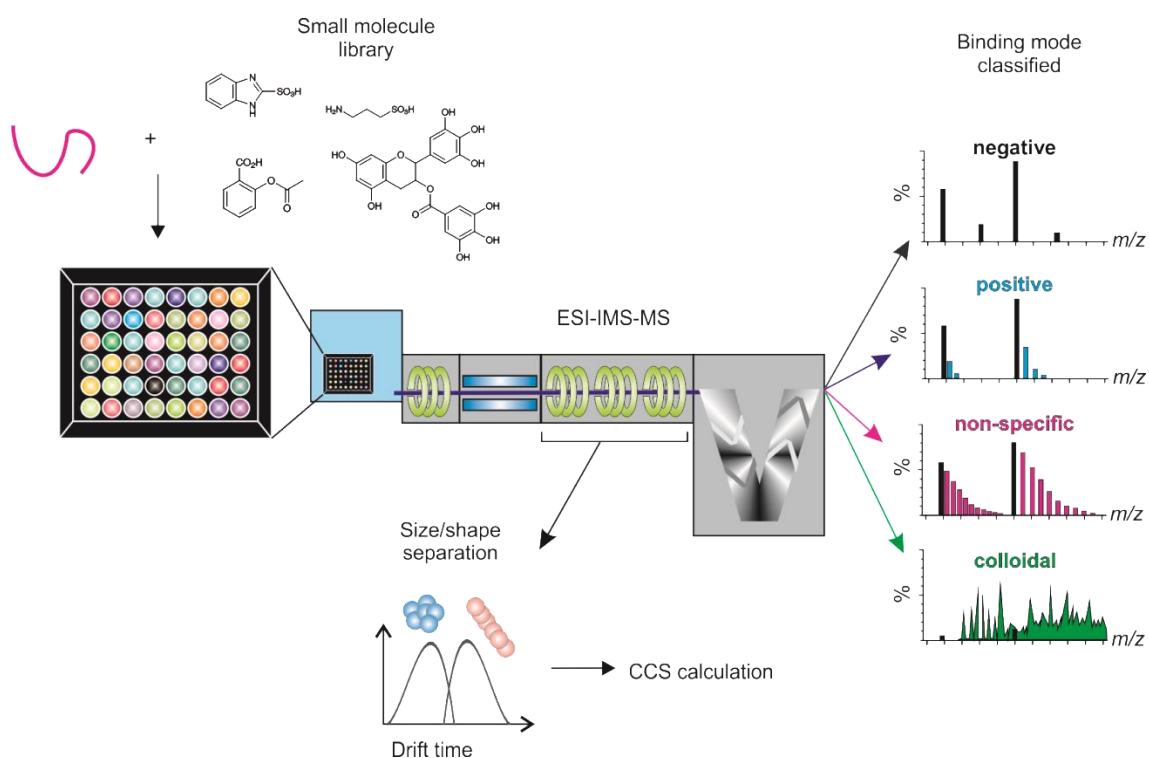 Small molecule
library
N
N
H
SO₃H
H₂N
SO₃H
CO₂H
O
O
HO
O
OH
OH
OH
OH
O
O
OH
OH
OH
+
ESI-IMS-MS
Size/shape
separation
Drift time
CCS calculation
Binding mode
classified
negative
%
m/z
positive
%
m/z
non-specific
%
m/z
colloidal
%
m/z